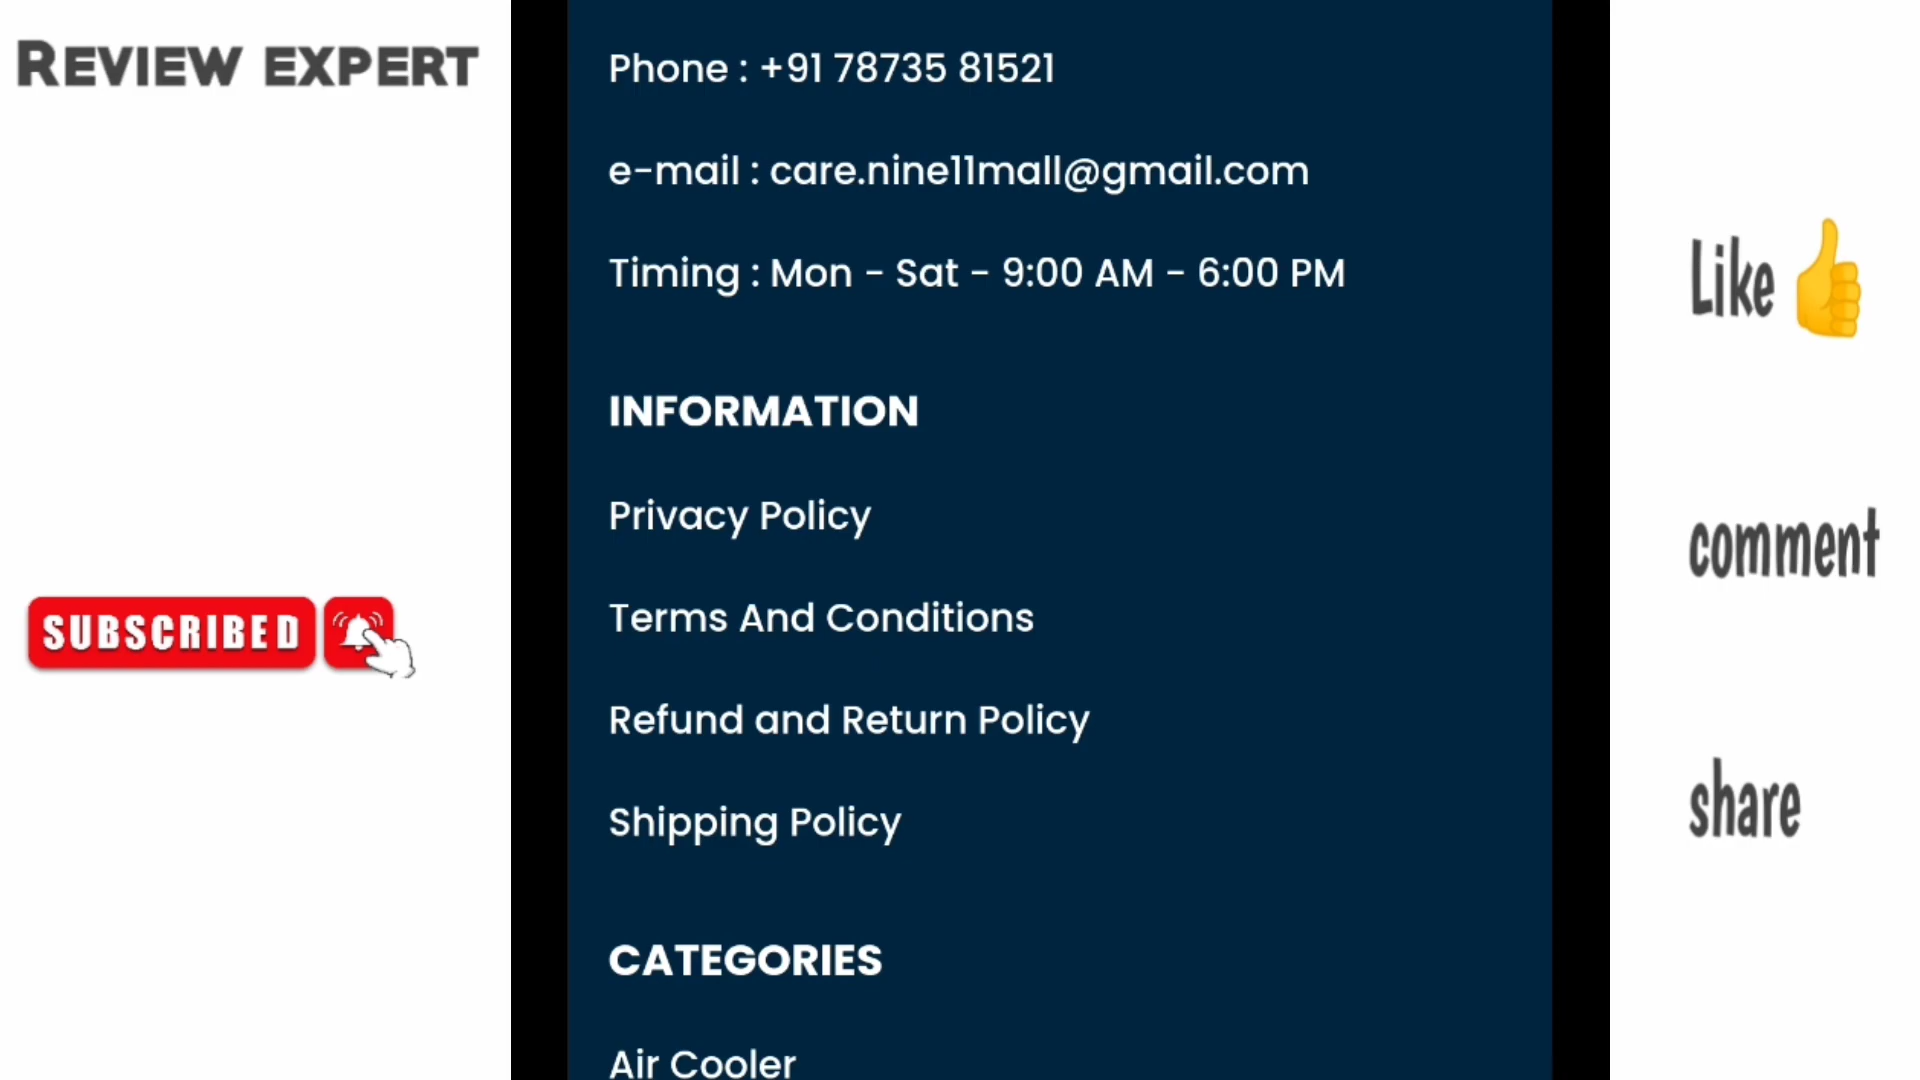 REVIEW EXPERT
Phone : +91 78735 81521
e-mail : care.nine11mall@gmail.com
Timing : Mon - Sat - 9:00 AM - 6:00 PM
INFORMATION
Privacy Policy
Terms And Conditions
Refund and Return Policy
Shipping Policy
CATEGORIES
Air Cooler
SUBSCRIBED
Like
comment
share